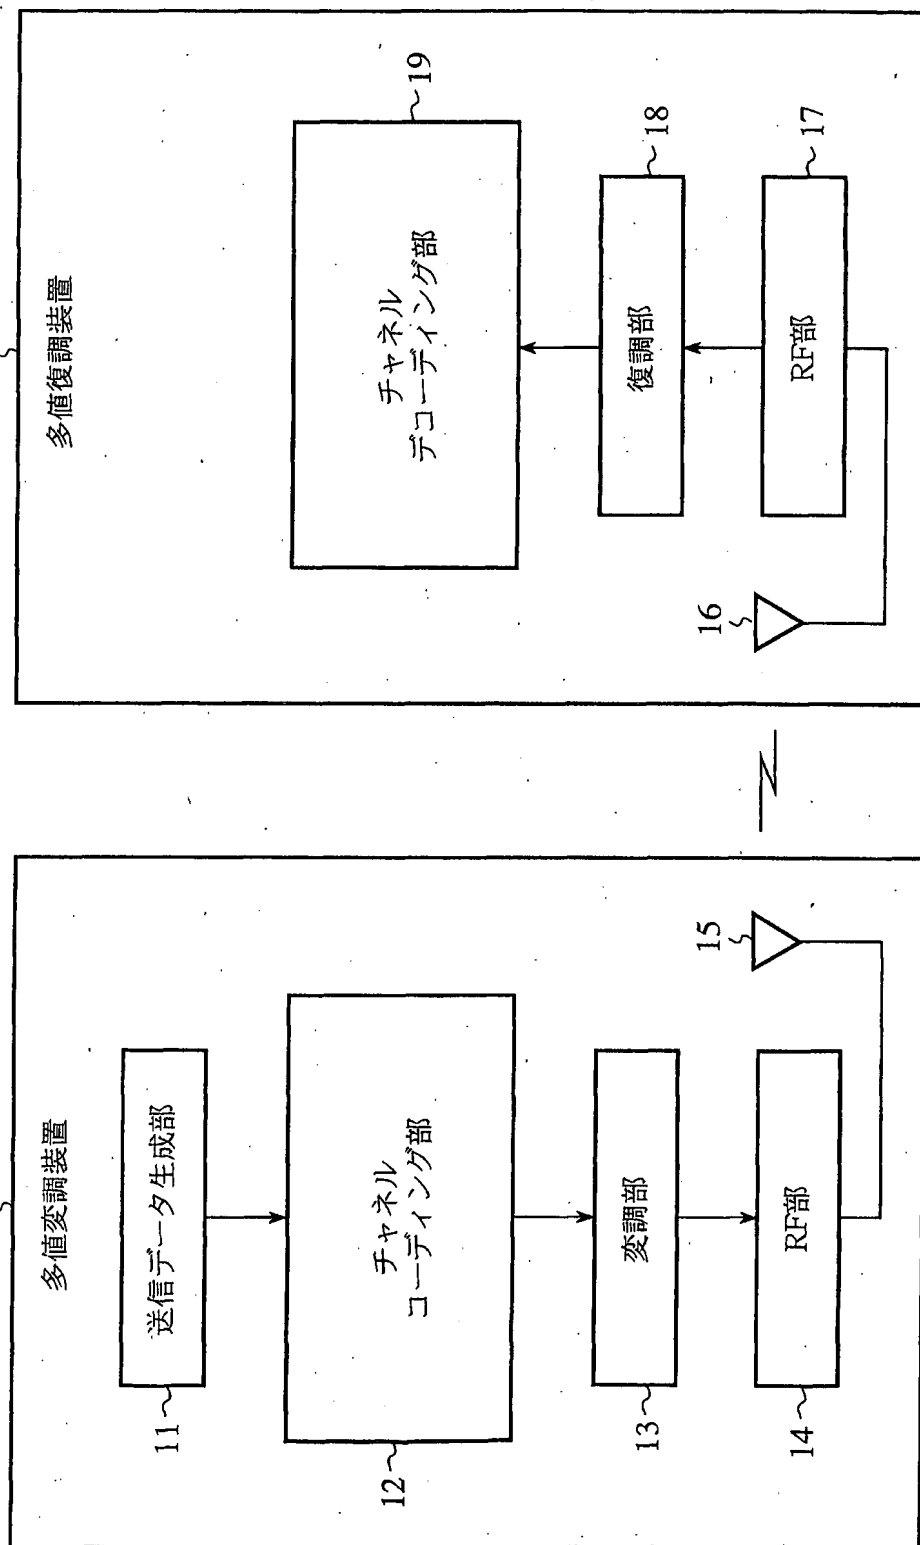 多値変調装置
11
送信データ生成部
12
チャネル
コーディング部
13
変調部
14
RF部
15
多値復調装置
19
チャネル
デコーディング部
18
復調部
17
RF部
16